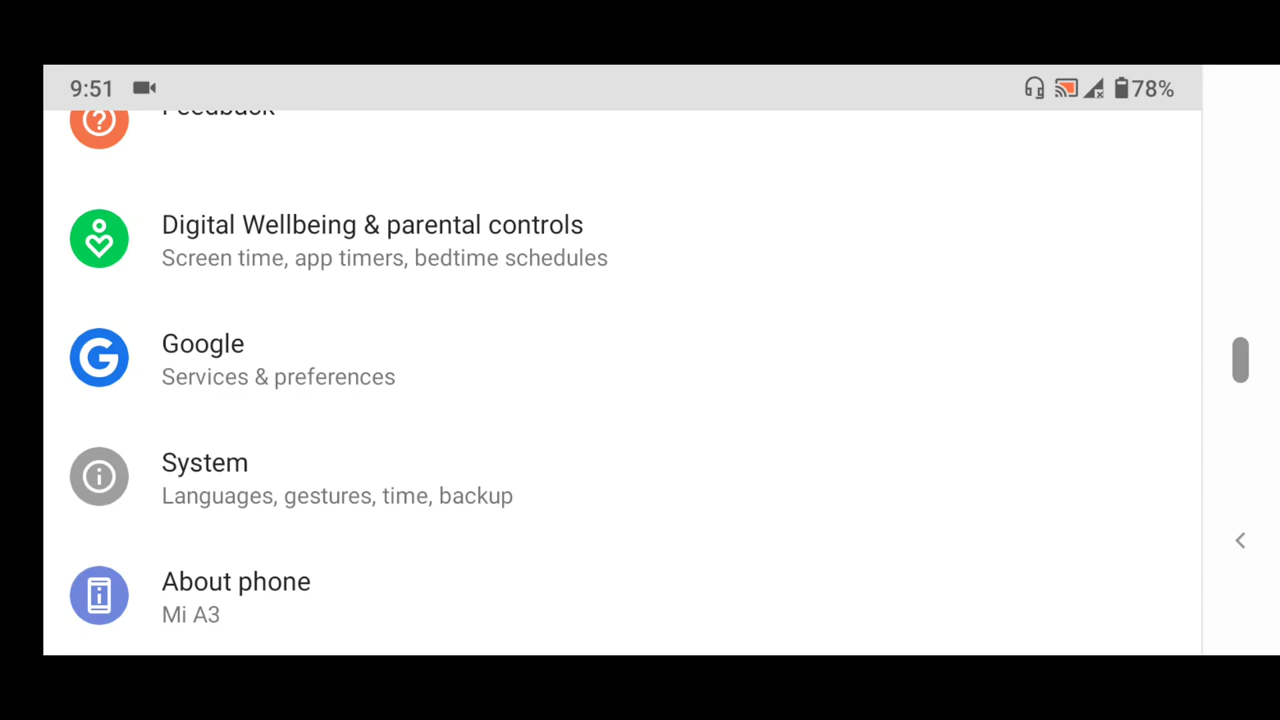 9:51
78%
Feedback
Digital Wellbeing & parental controls
Screen time, app timers, bedtime schedules
Google
Services & preferences
System
Languages, gestures, time, backup
About phone
Mi A3